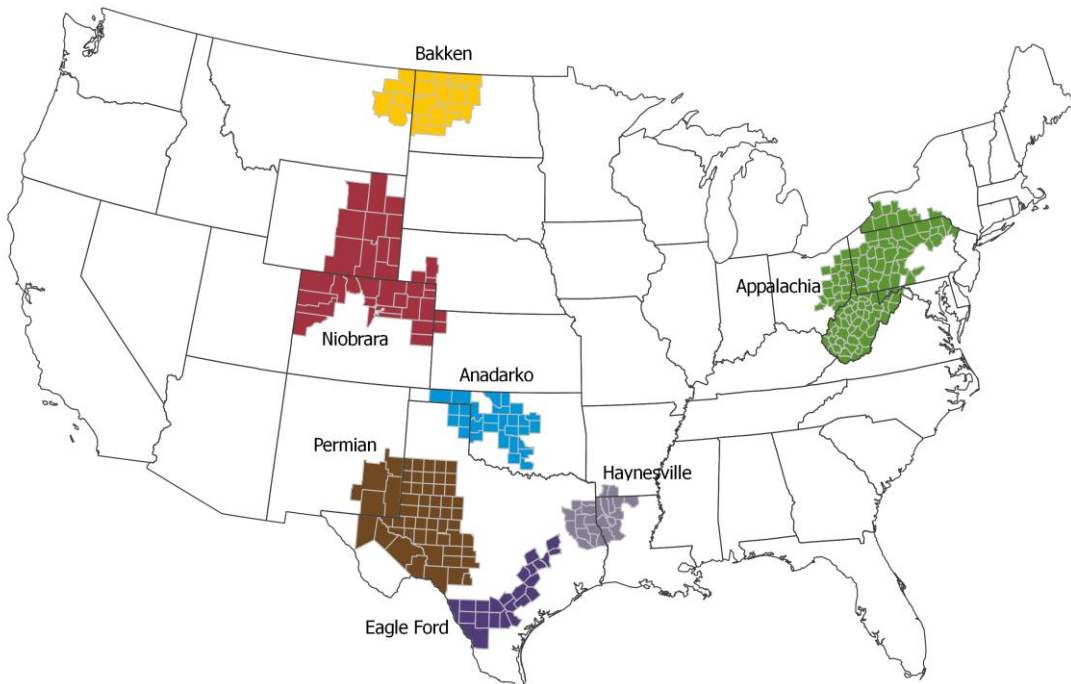 Bakken
Appalachia
Niobrara
Anadarko
Permian
Haynesville
Eagle Ford